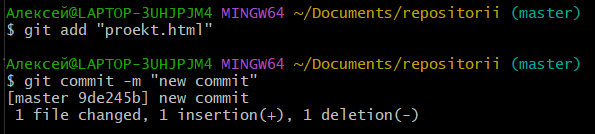 Алексей@LAPTOP-3UHJPJM4 MINGW64 ~/Documents/repositorii (master)
$ git add "proekt.html"
Алексей@LAPTOP-3UHJPJM4 MINGW64 ~/Documents/repositorii (master)
$ git commit -m "new commit"
[master 9de245b] new commit
 1 file changed, 1 insertion(+), 1 deletion(-)